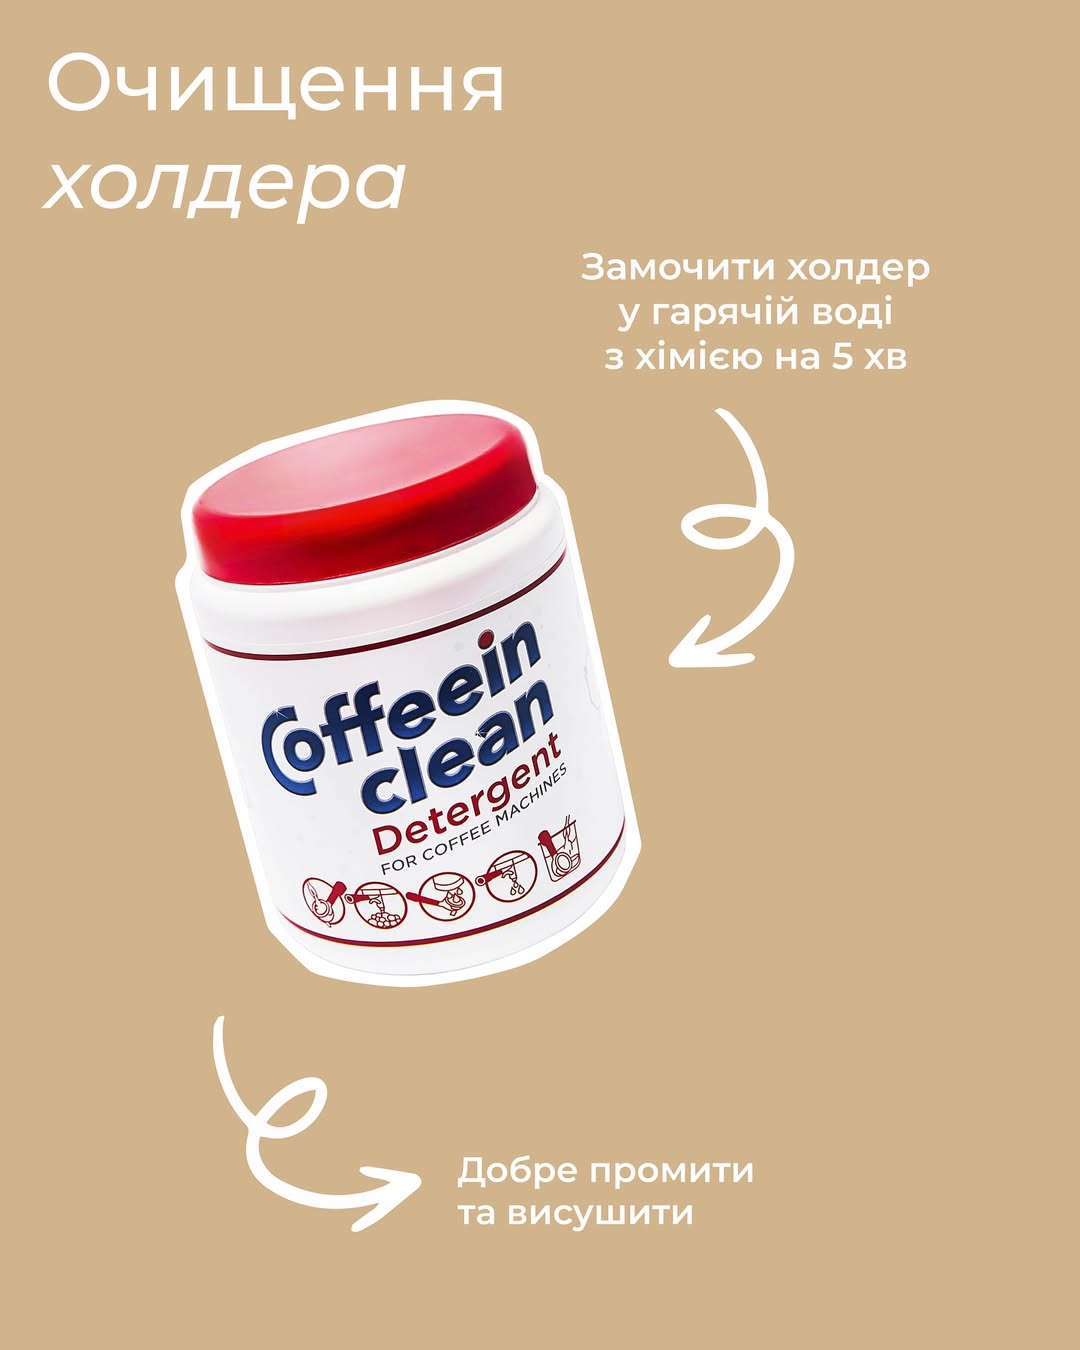 Очищення
холдера
Замочити холдер
у гарячій воді
з хімією на 5 хв
Coffeein
clean
Detergent
FOR COFFEE MACHINES
Добре промити
та висушити